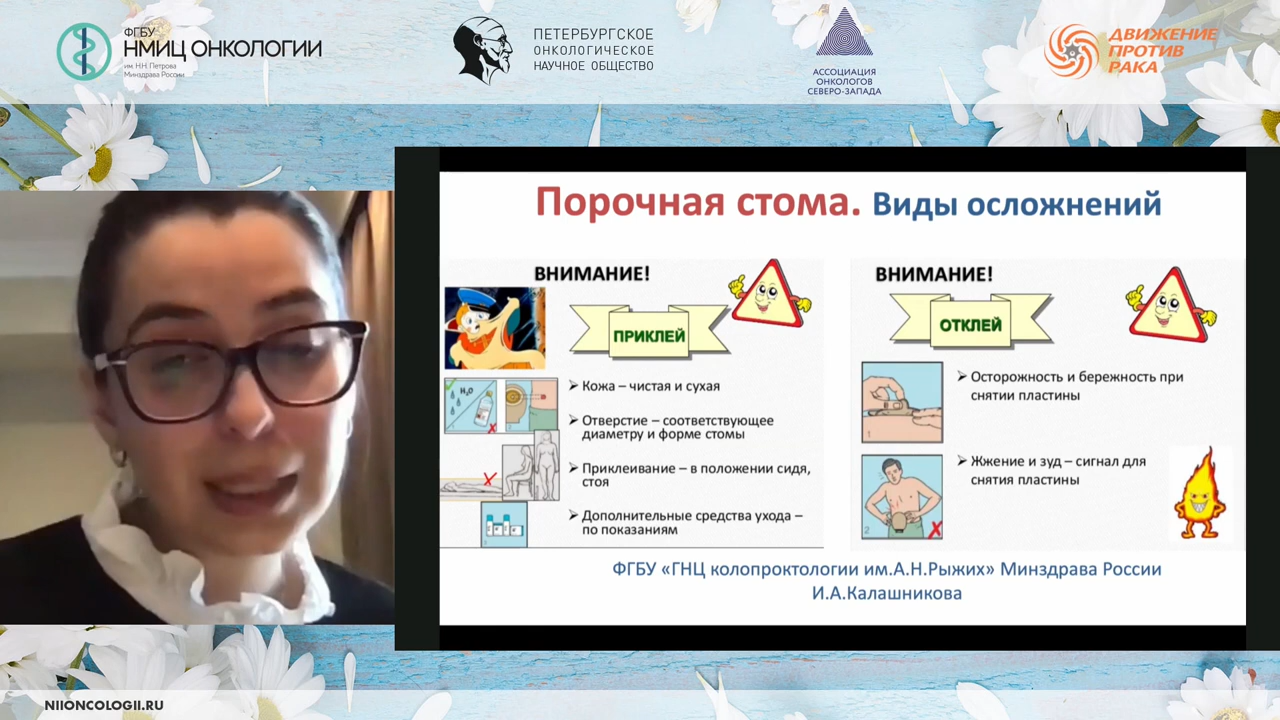 ФГБУ
НМИЦ ОНКОЛОГИИ
им. Н.Н. Петрова
Минздрава России
ПЕТЕРБУРГСКОЕ
ОНКОЛОГИЧЕСКОЕ
НАУЧНОЕ ОБЩЕСТВО
АССОЦИАЦИЯ
ОНКОЛОГОВ
СЕВЕРО-ЗАПАДА
ДВИЖЕНИЕ
ПРОТИВ
РАКА
Порочная стома. Виды осложнений
ВНИМАНИЕ!
ПРИКЛЕЙ
H₂O
Кожа – чистая и сухая
Отверстие – соответствующее
диаметру и форме стомы
Приклеивание – в положении сидя,
стоя
Дополнительные средства ухода –
по показаниям
ВНИМАНИЕ!
ОТКЛЕЙ
1
Осторожность и бережность при
снятии пластины
2
Жжение и зуд – сигнал для
снятия пластины
ФГБУ «ГНЦ колопроктологии им.А.Н.Рыжих» Минздрава России
И.А.Калашникова
NIIONCOLOGII.RU